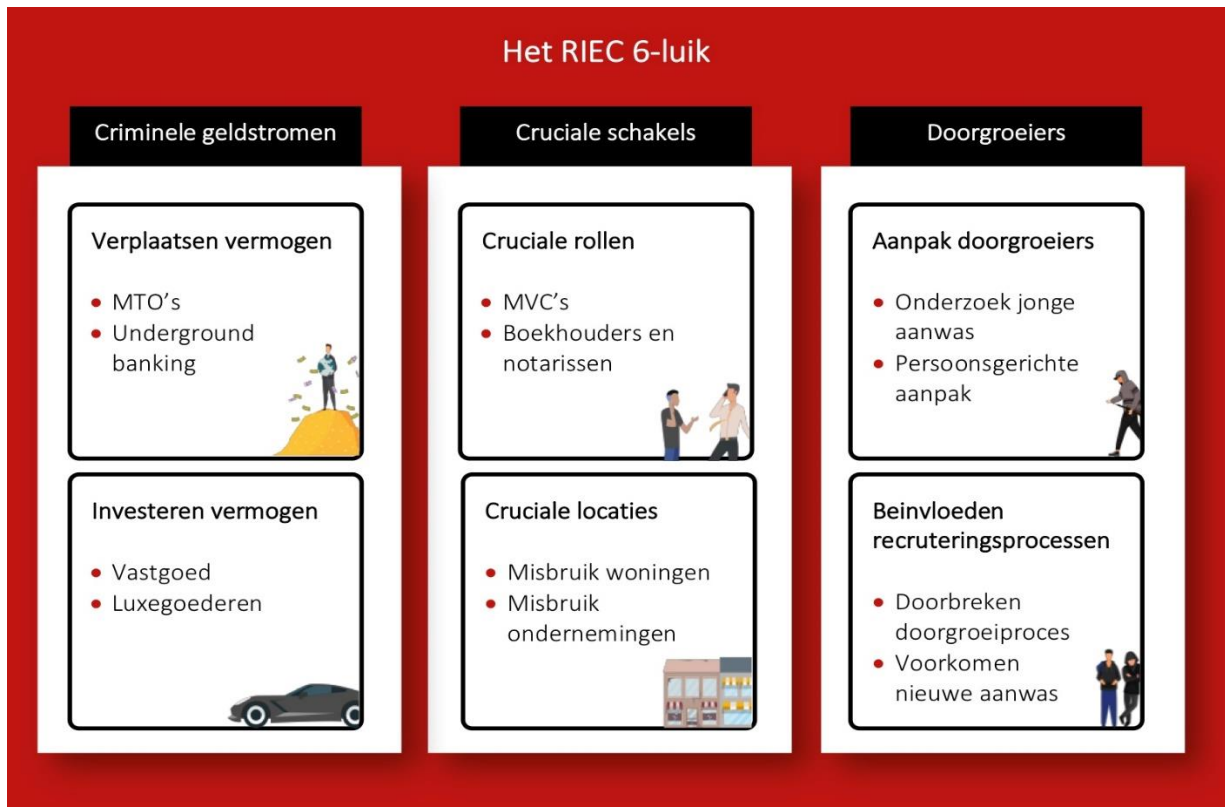 Het RIEC 6-luik
Criminele geldstromen
Verplaatsen vermogen
• MTO's
• Underground
banking
Investeren vermogen
• Vastgoed
• Luxegoederen
Cruciale schakels
Cruciale rollen
• MVC's
• Boekhouders en
notarissen
Cruciale locaties
• Misbruik woningen
• Misbruik
ondernemingen
Doorgroeiers
Aanpak doorgroeiers
• Onderzoek jonge
aanwas
• Persoonsgerichte
aanpak
Beinvloeden
recruteringsprocessen
• Doorbreken
doorgroeiproces
• Voorkomen
nieuwe aanwas